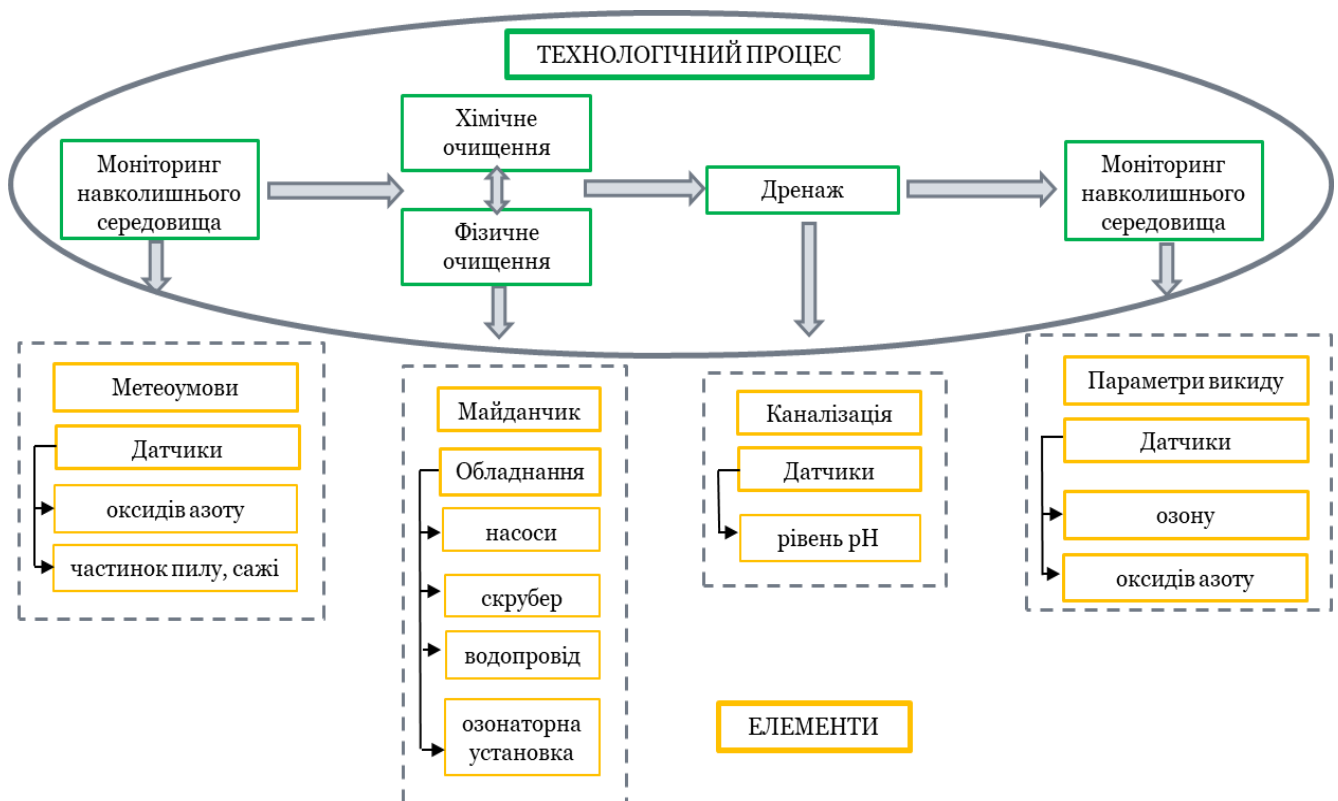 ТЕХНОЛОГІЧНИЙ ПРОЦЕС
Моніторинг
навколишнього
середовища
Хімічне
очищення
Фізичне
очищення
Дренаж
Моніторинг
навколишнього
середовища
Метеоумови
Датчики
оксидів азоту
частинок пилу, сажі
Майданчик
Обладнання
насоси
скрубер
водопровід
озонаторна
установка
Каналізація
Датчики
рівень рН
Параметри викиду
Датчики
озону
оксидів азоту
ЕЛЕМЕНТИ